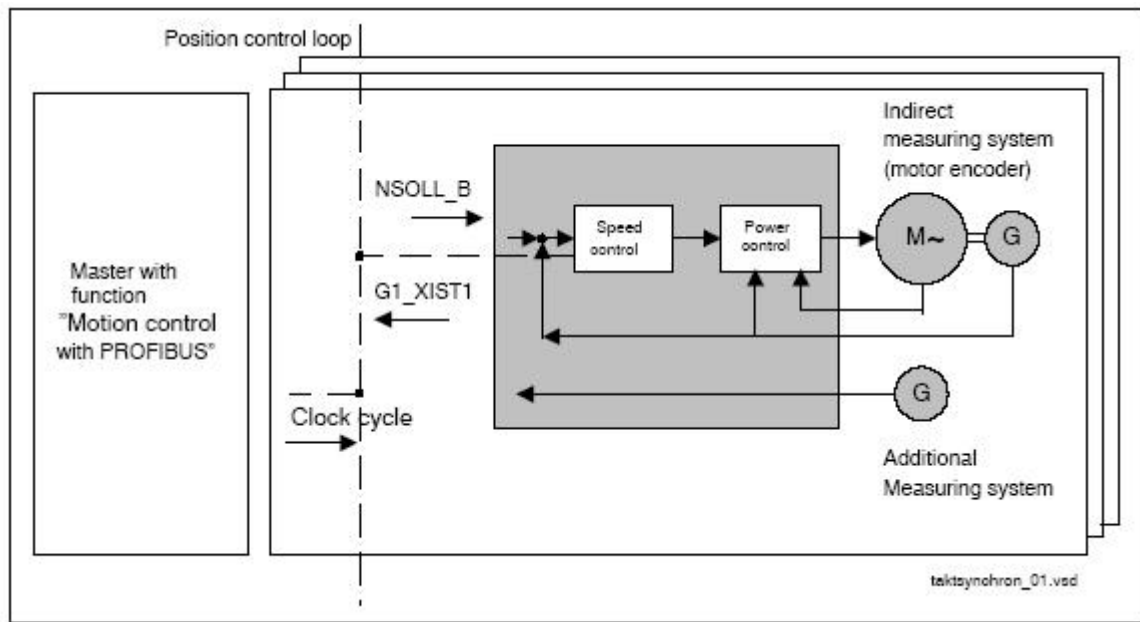 Position control loop
Master with
function
"Motion control
with PROFIBUS"
NSOLL_B
G1_XIST1
Clock cycle
Speed
control
Power
control
Indirect
measuring system
(motor encoder)
M~
G
G
Additional
Measuring system
taktsynohron_01.vsd